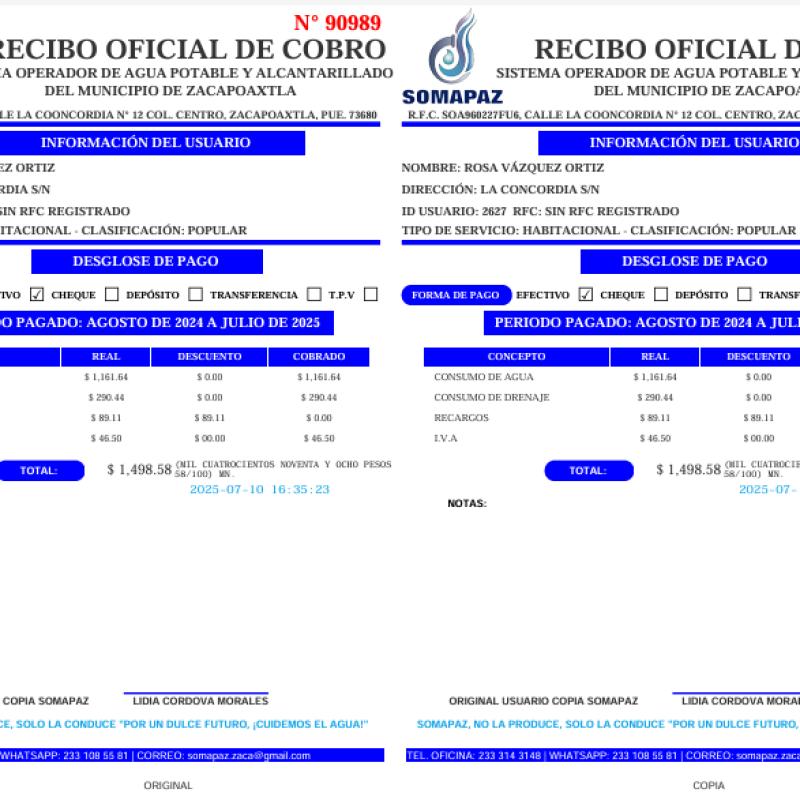 N° 90989
RECIBO OFICIAL DE COBRO
A OPERADOR DE AGUA POTABLE Y ALCANTARILLADO
DEL MUNICIPIO DE ZACAPOAXTLA
LE LA COONCORDIA N° 12 COL. CENTRO, ZACAPOAXTLA, PUE. 73680
INFORMACIÓN DEL USUARIO
EZ ORTIZ
RDIA S/N
SIN RFC REGISTRADO
ITACIONAL - CLASIFICACIÓN: POPULAR
DESGLOSE DE PAGO
IVO ☑ CHEQUE ☐ DEPÓSITO ☐ TRANSFERENCIA ☐ T.P.V ☐
O PAGADO: AGOSTO DE 2024 A JULIO DE 2025
REAL DESCUENTO COBRADO
$ 1,161.64 $ 0.00 $ 1,161.64
$ 290.44 $ 0.00 $ 290.44
$ 89.11 $ 89.11 $ 0.00
$ 46.50 $ 00.00 $ 46.50
TOTAL: $ 1,498.58 (MIL CUATROCIENTOS NOVENTA Y OCHO PESOS
58/100) MN.
2025-07-10 16:35:23
COPIA SOMAPAZ LIDIA CORDOVA MORALES
CE, SOLO LA CONDUCE "POR UN DULCE FUTURO, ¡CUIDEMOS EL AGUA!"
WHATSAPP: 233 108 55 81 | CORREO: somapaz.zaca@gmail.com
ORIGINAL
SOMAPAZ
RECIBO OFICIAL D
SISTEMA OPERADOR DE AGUA POTABLE Y
DEL MUNICIPIO DE ZACAPOA
R.F.C. SOA960227FU6, CALLE LA COONCORDIA N° 12 COL. CENTRO, ZAC
INFORMACIÓN DEL USUARIO
NOMBRE: ROSA VÁZQUEZ ORTIZ
DIRECCIÓN: LA CONCORDIA S/N
ID USUARIO: 2627 RFC: SIN RFC REGISTRADO
TIPO DE SERVICIO: HABITACIONAL - CLASIFICACIÓN: POPULAR
DESGLOSE DE PAGO
FORMA DE PAGO EFECTIVO ☑ CHEQUE ☐ DEPÓSITO ☐ TRANSF
PERIODO PAGADO: AGOSTO DE 2024 A JULI
CONCEPTO REAL DESCUENTO
CONSUMO DE AGUA $ 1,161.64 $ 0.00
CONSUMO DE DRENAJE $ 290.44 $ 0.00
RECARGOS $ 89.11 $ 89.11
I.V.A $ 46.50 $ 00.00
TOTAL: $ 1,498.58 (MIL CUATROCIE
58/100) MN.
2025-07-
NOTAS:
ORIGINAL USUARIO COPIA SOMAPAZ LIDIA CORDOVA MORAL
SOMAPAZ, NO LA PRODUCE, SOLO LA CONDUCE "POR UN DULCE FUTURO,
TEL. OFICINA: 233 314 3148 | WHATSAPP: 233 108 55 81 | CORREO: somapaz.zaca
COPIA